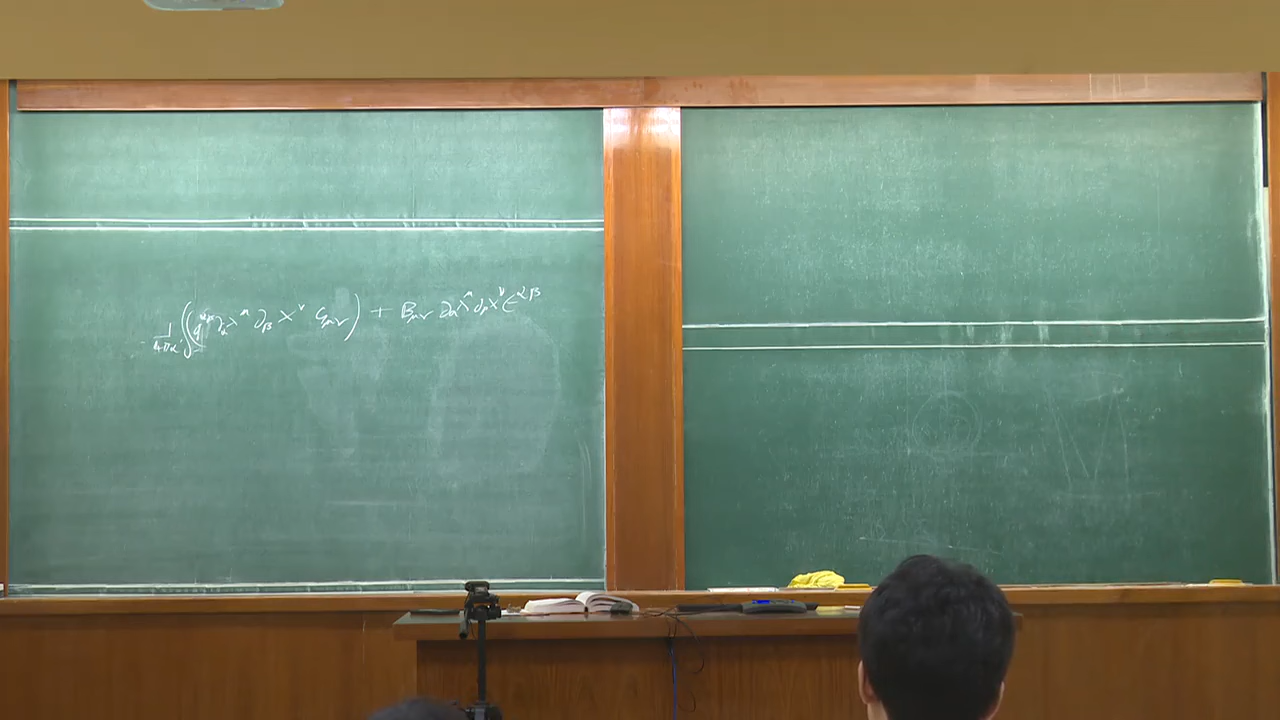 1/4πα' ∫(g^{αβ} ∂_α X^μ ∂_β X^ν G_{μν}) + B_{μν} ∂_α X^μ ∂_β X^ν ε^{αβ}